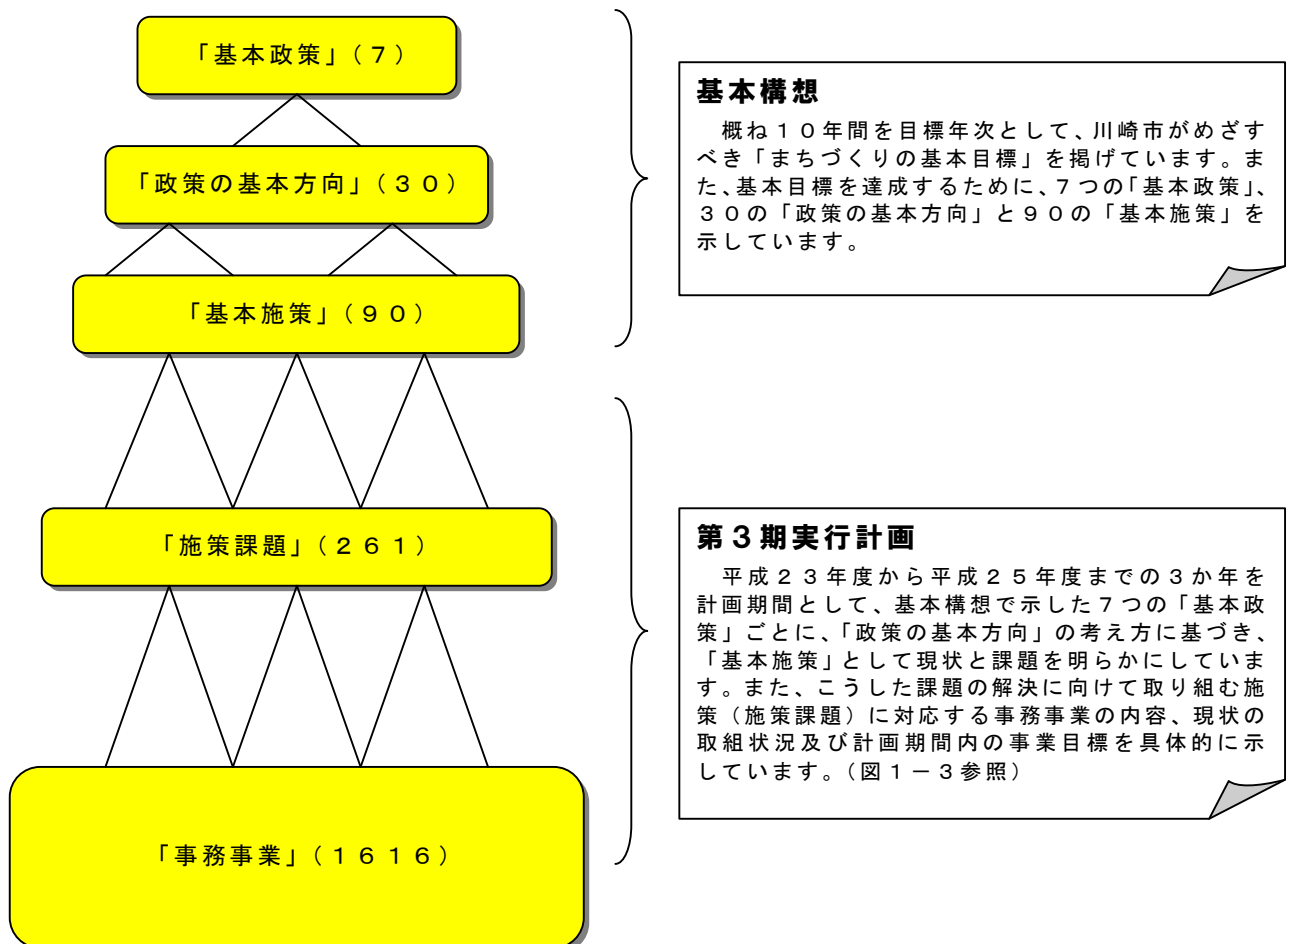 「基本政策」(７)
「政策の基本方向」(３０)
「基本施策」(９０)
「施策課題」(２６１)
「事務事業」(１６１６)
基本構想
概ね１０年間を目標年次として、川崎市がめざす
べき「まちづくりの基本目標」を掲げています。ま
た、基本目標を達成するために、７つの「基本政策」、
３０の「政策の基本方向」と９０の「基本施策」を
示しています。
第３期実行計画
平成２３年度から平成２５年度までの３か年を
計画期間として、基本構想で示した７つの「基本政
策」ごとに、「政策の基本方向」の考え方に基づき、
「基本施策」として現状と課題を明らかにしていま
す。また、こうした課題の解決に向けて取り組む施
策（施策課題）に対応する事務事業の内容、現状の
取組状況及び計画期間内の事業目標を具体的に示
しています。（図１－３参照）